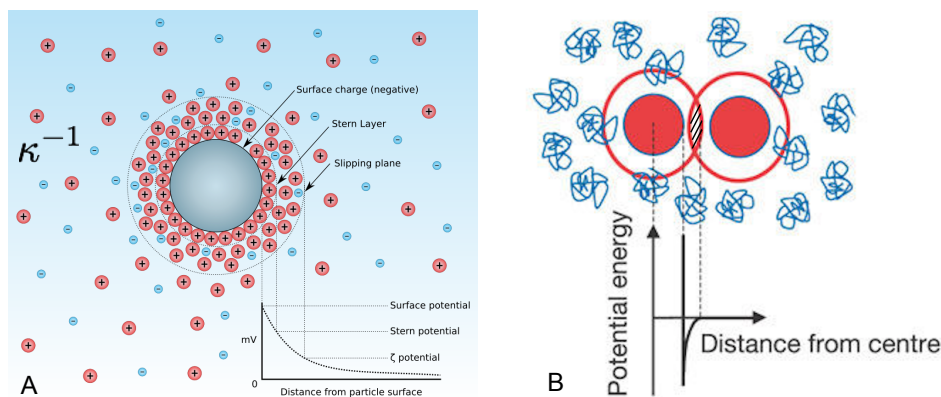 κ⁻¹
Surface charge (negative)
Stern Layer
Slipping plane
Surface potential
Stern potential
ζ potential
mV
0
Distance from particle surface
A
B
Potential energy
Distance from centre